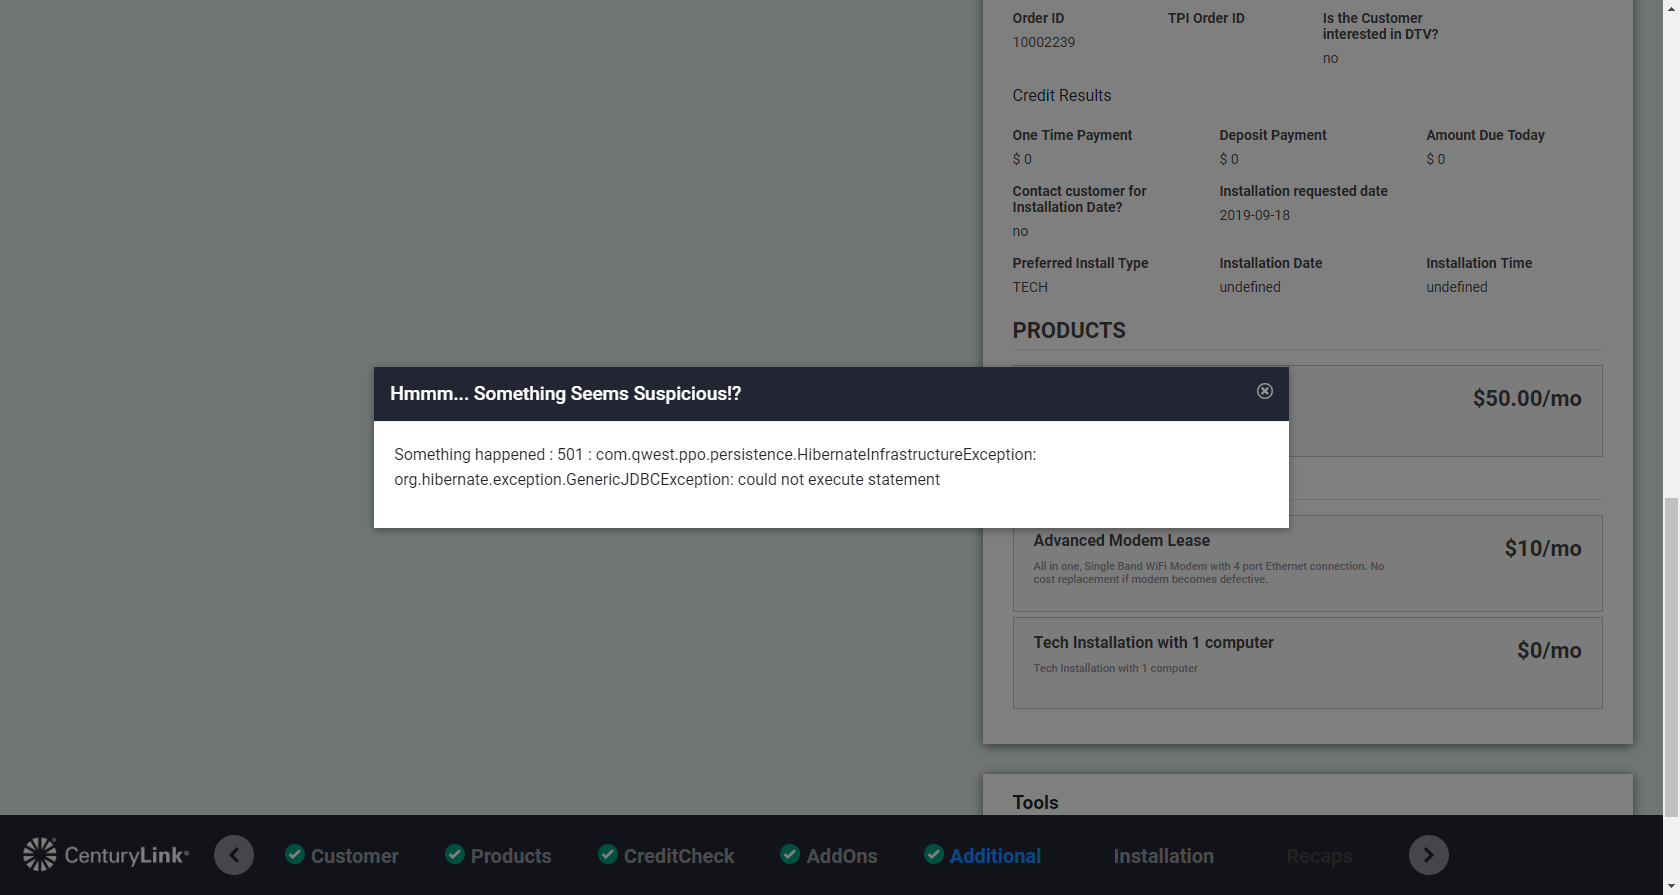 Order ID
TPI Order ID
Is the Customer
interested in DTV?
10002239
no
Credit Results
One Time Payment
Deposit Payment
Amount Due Today
$ 0
$ 0
$ 0
Contact customer for
Installation Date?
Installation requested date
2019-09-18
no
Preferred Install Type
Installation Date
Installation Time
TECH
undefined
undefined
PRODUCTS
$50.00/mo
Hmmm... Something Seems Suspicious!?
Something happened : 501 : com.qwest.ppo.persistence.HibernateInfrastructureException:
org.hibernate.exception.GenericJDBCException: could not execute statement
Advanced Modem Lease
$10/mo
All in one, Single Band WiFi Modem with 4 port Ethernet connection. No
cost replacement if modem becomes defective.
Tech Installation with 1 computer
$0/mo
Tech Installation with 1 computer
Tools
CenturyLink
Customer
Products
CreditCheck
AddOns
Additional
Installation
Recaps